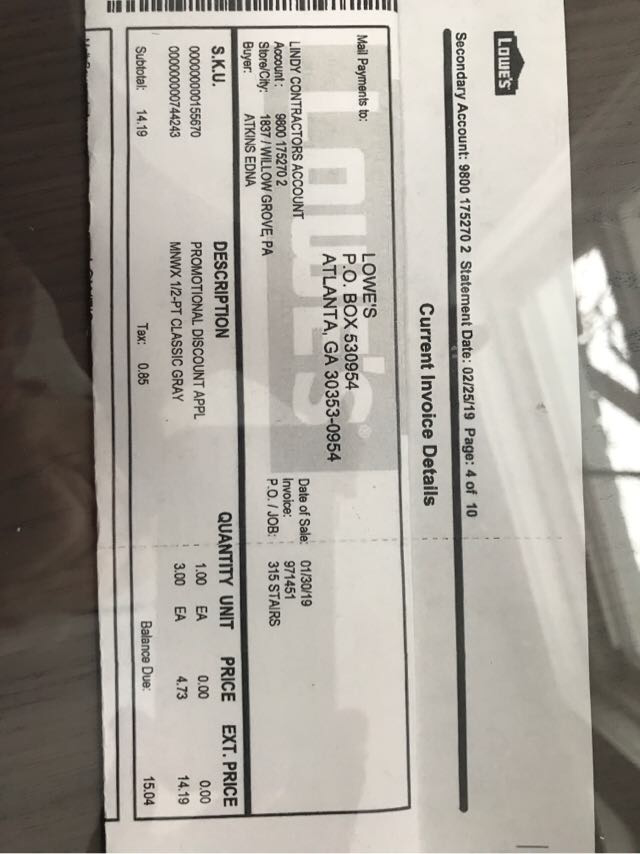 LOWE'S
Secondary Account: 9800 175270 2 Statement Date: 02/25/19 Page: 4 of 10
Current Invoice Details
Mail Payments to: LOWE'S
P.O. BOX 530954
ATLANTA, GA 30353-0954
LOWE'S®
LINDY CONTRACTORS ACCOUNT Date of Sale: 01/30/19
Account: 9800 175270 2 Invoice: 971451
Store/City: 1837 / WILLOW GROVE, PA P.O. / JOB: 315 STAIRS
Buyer: ATKINS EDNA
S.K.U. DESCRIPTION QUANTITY UNIT PRICE EXT. PRICE
000000000155670 PROMOTIONAL DISCOUNT APPL 1.00 EA 0.00 0.00
000000000744243 MNWX 1/2-PT CLASSIC GRAY 3.00 EA 4.73 14.19
Subtotal: 14.19 Tax: 0.85 Balance Due: 15.04